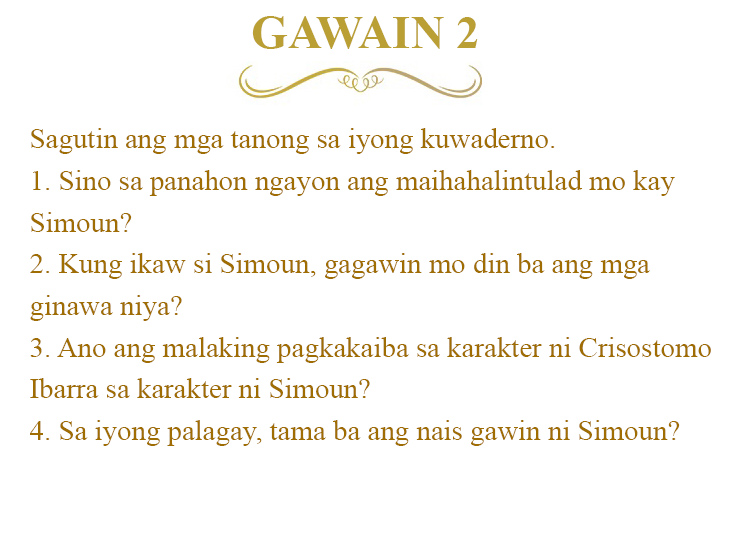 GAWAIN 2
Sagutin ang mga tanong sa iyong kuwaderno.
1. Sino sa panahon ngayon ang maihahalintulad mo kay
Simoun?
2. Kung ikaw si Simoun, gagawin mo din ba ang mga
ginawa niya?
3. Ano ang malaking pagkakaiba sa karakter ni Crisostomo
Ibarra sa karakter ni Simoun?
4. Sa iyong palagay, tama ba ang nais gawin ni Simoun?